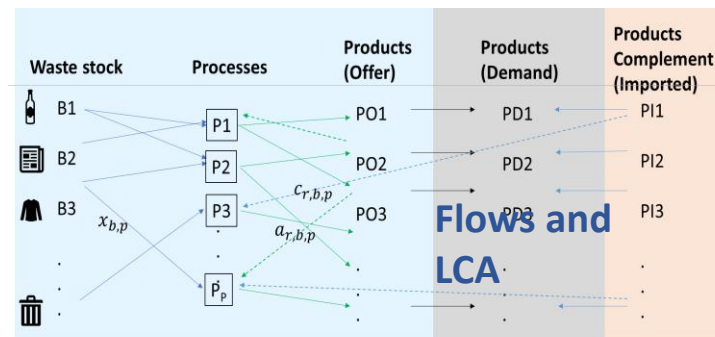 Waste stock
Processes
Products
(Offer)
Products
(Demand)
Products
Complement
(Imported)
B1
P1
PO1
PD1
PI1
B2
P2
PO2
PD2
PI2
B3
P3
PO3
PD3
PI3
x_{b,p}
c_{r,b,p}
a_{r,b,p}
Flows and
LCA
.
.
.
.
.
P_p
.
.
.
.
.
.
.
.
.
.
.